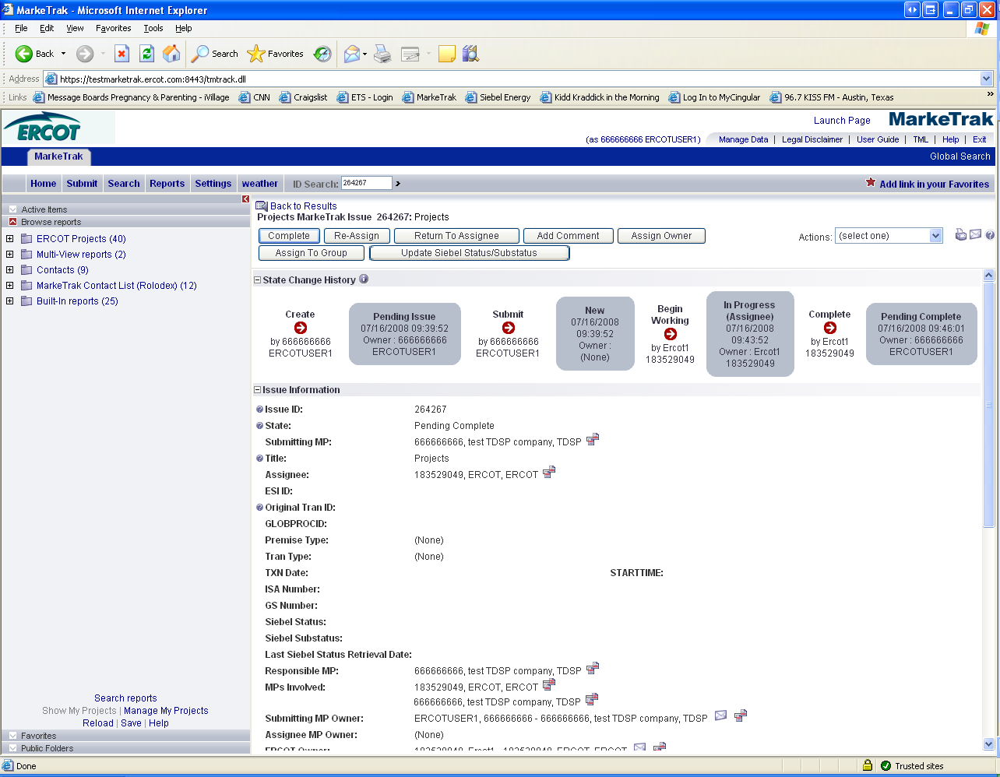 MarkeTrak - Microsoft Internet Explorer
File Edit View Favorites Tools Help
Back Search Favorites
Address https://testmarketrak.ercot.com:8443/tmtrack.dll
Links Message Boards Pregnancy & Parenting - iVillage CNN Craigslist ETS - Login MarkeTrak Siebel Energy Kidd Kraddick in the Morning Log In to MyCingular 96.7 KISS FM - Austin, Texas »
ERCOT
Launch Page MarkeTrak
(as 666666666 ERCOTUSER1) Manage Data | Legal Disclaimer | User Guide | TML | Help | Exit
MarkeTrak Global Search
Home Submit Search Reports Settings weather ID Search: 264267 Add link in your Favorites
Active Items
Browse reports
ERCOT Projects (40)
Multi-View reports (2)
Contacts (9)
MarkeTrak Contact List (Rolodex) (12)
Built-In reports (25)
Search reports
Show My Projects | Manage My Projects
Reload | Save | Help
Favorites
Public Folders
Back to Results
Projects MarkeTrak Issue 264267: Projects
Complete Re-Assign Return To Assignee Add Comment Assign Owner
Assign To Group Update Siebel Status/Substatus
Actions: (select one)
State Change History
Create
by 666666666
ERCOTUSER1
Pending Issue
07/16/2008 09:39:52
Owner : 666666666
ERCOTUSER1
Submit
by 666666666
ERCOTUSER1
New
07/16/2008
09:39:52
Owner :
(None)
Begin
Working
by Ercot1
183529049
In Progress
(Assignee)
07/16/2008
09:43:52
Owner : Ercot1
183529049
Complete
by Ercot1
183529049
Pending Complete
07/16/2008 09:46:01
Owner : 666666666
ERCOTUSER1
Issue Information
Issue ID: 264267
State: Pending Complete
Submitting MP: 666666666, test TDSP company, TDSP
Title: Projects
Assignee: 183529049, ERCOT, ERCOT
ESI ID:
Original Tran ID:
GLOBPROCID:
Premise Type: (None)
Tran Type: (None)
TXN Date: STARTTIME:
ISA Number:
GS Number:
Siebel Status:
Siebel Substatus:
Last Siebel Status Retrieval Date:
Responsible MP: 666666666, test TDSP company, TDSP
MPs Involved: 183529049, ERCOT, ERCOT
666666666, test TDSP company, TDSP
Submitting MP Owner: ERCOTUSER1, 666666666 - 666666666, test TDSP company, TDSP
Assignee MP Owner: (None)
ERCOT Owner: 183529049, Ercot1 - 183529049, ERCOT, ERCOT
Done Trusted sites